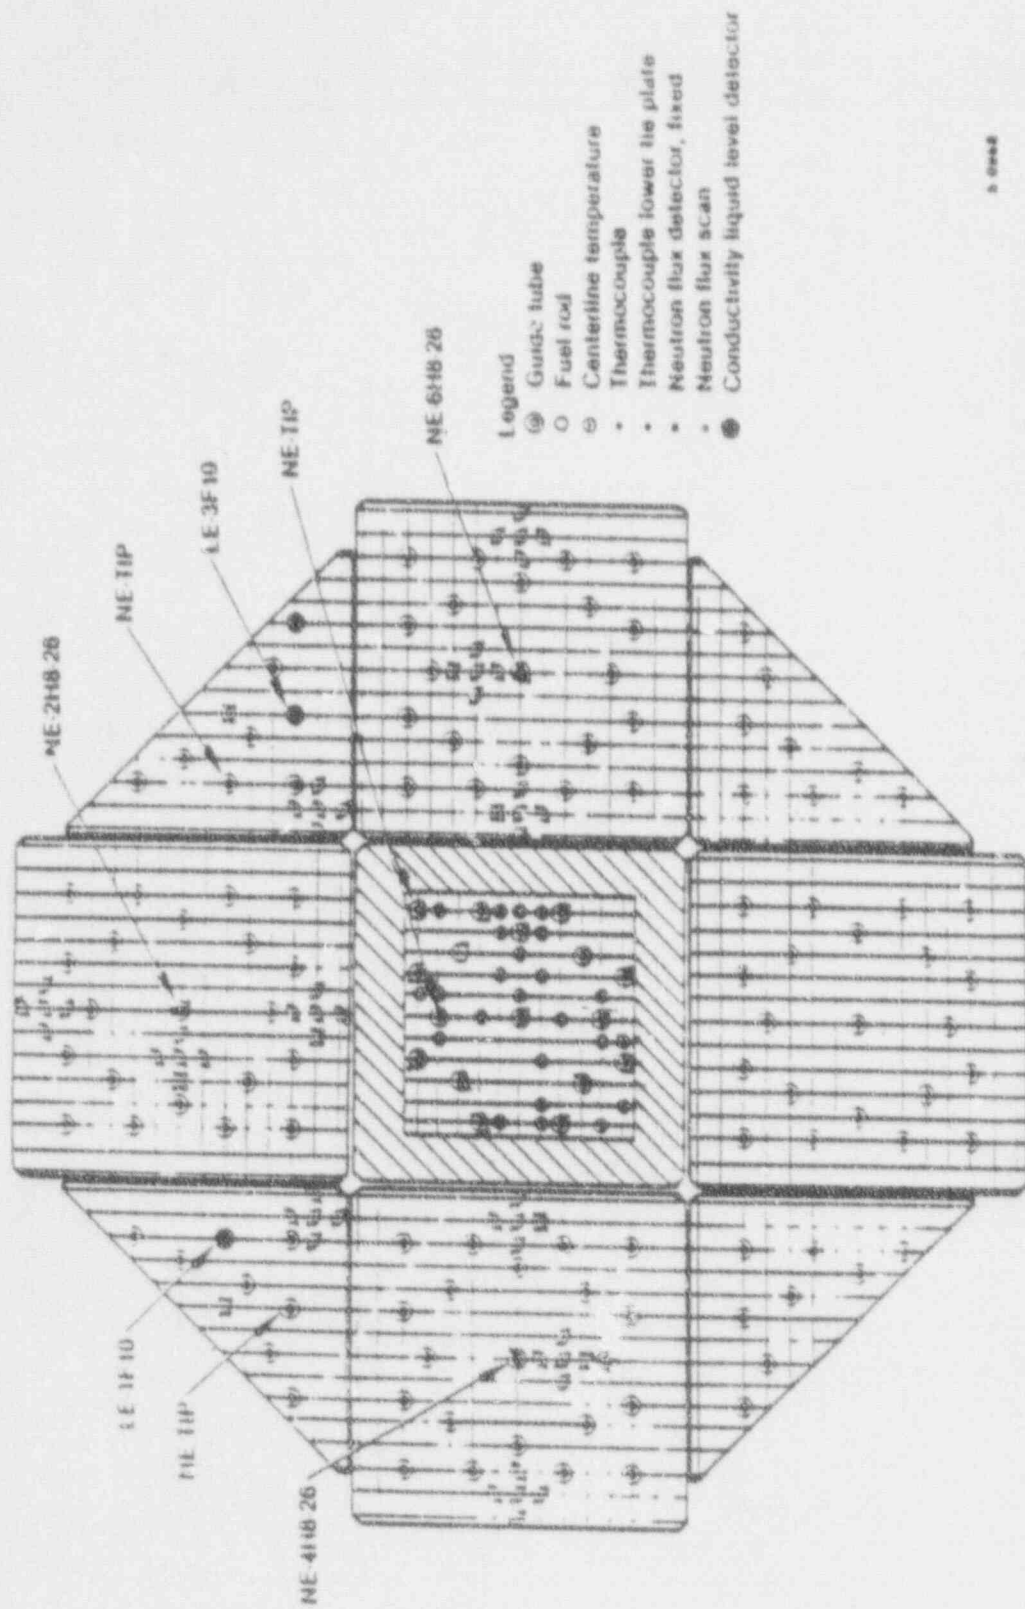 NE-2H8-26
NE-TIP
LE-3F10
NE-TIP
NE-6H8-26
LE-1F10
NE-TIP
NE-4H8-26
Legend
Guide tube
Fuel rod
Centerline temperature
Thermocouple
Thermocouple lower tie plate
Neutron flux detector, fixed
Neutron flux scan
Conductivity liquid level detector